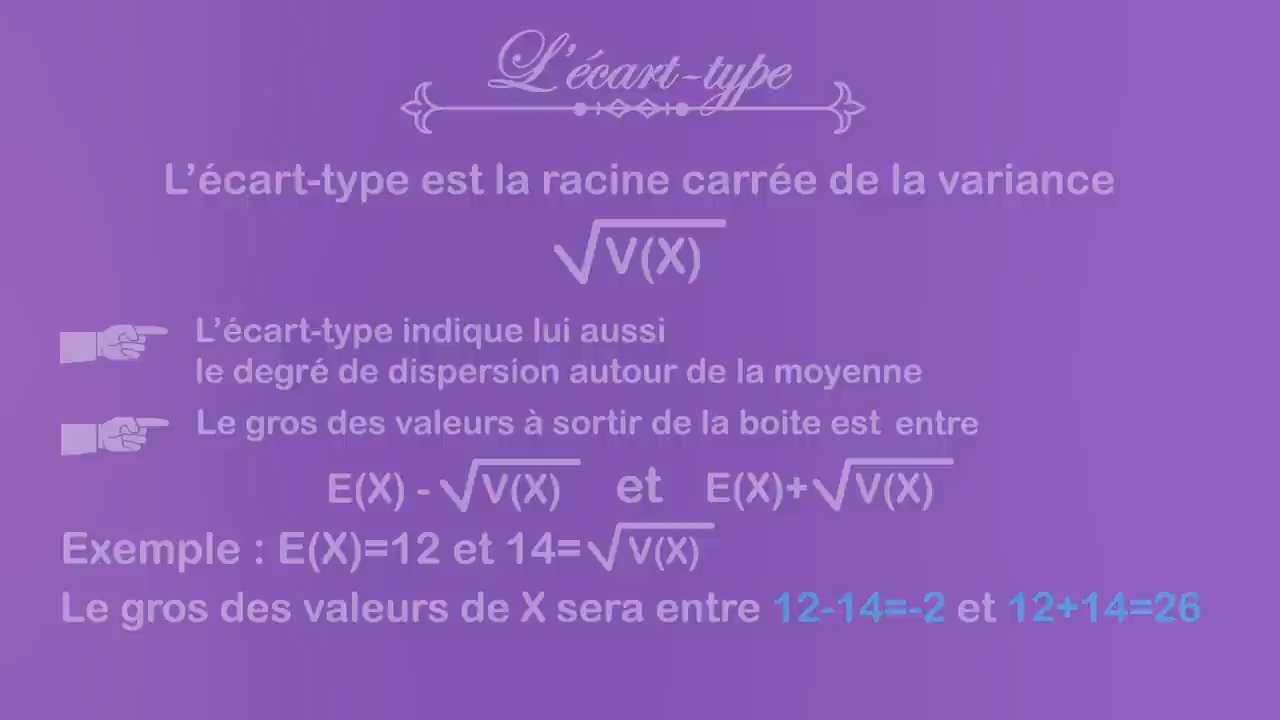 L'écart-type
L'écart-type est la racine carrée de la variance
√V(X)
L'écart-type indique lui aussi
le degré de dispersion autour de la moyenne
Le gros des valeurs à sortir de la boite est entre
E(X) - √V(X) et E(X)+√V(X)
Exemple : E(X)=12 et 14=√V(X)
Le gros des valeurs de X sera entre 12-14=-2 et 12+14=26